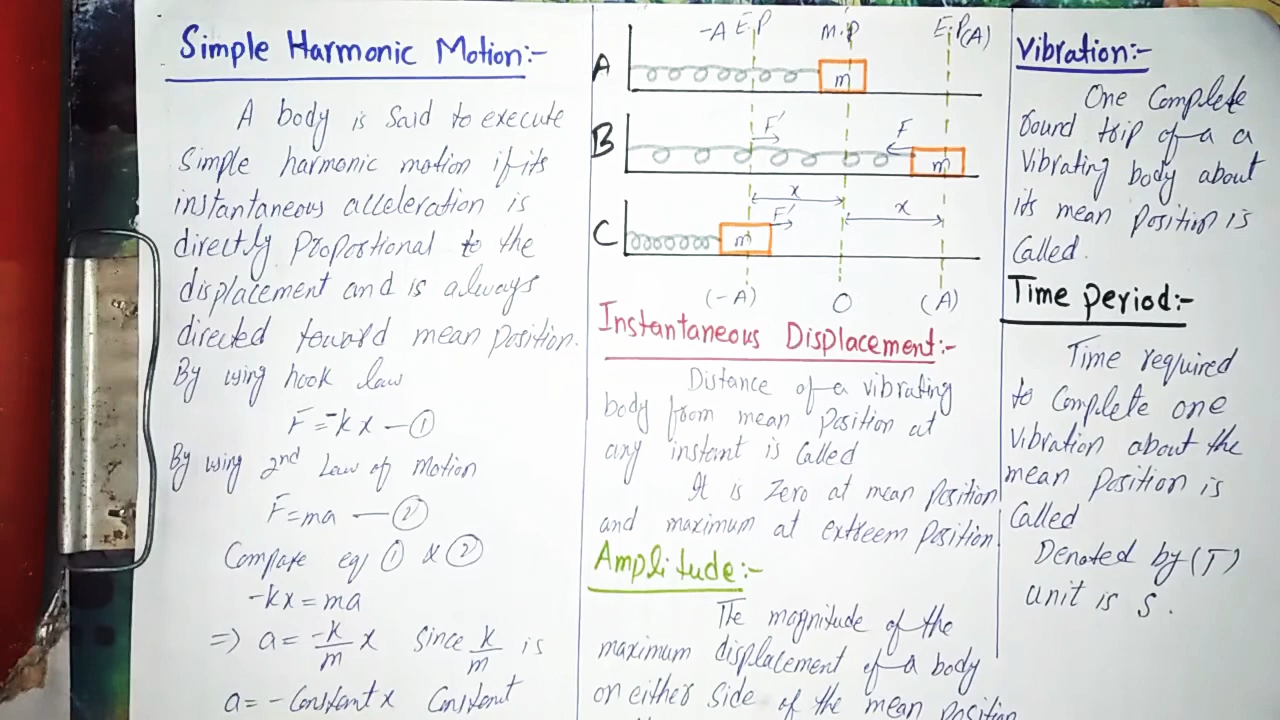 Simple Harmonic Motion:-
A body is said to execute
simple harmonic motion if its
instantaneous acceleration is
directly proportional to the
displacement and is always
directed toward mean position.
By using hook law
F = -kx — ①
By using 2nd Law of motion
F = ma — ②
Compare eq ① & ②
-kx = ma
⇒ a = -k/m x since k/m is
a = - Constant x Constant
-A E.P M.P E.P(A)
A m
B F' F m
x
x
C m F'
(-A) O (A)
Instantaneous Displacement:-
Distance of a vibrating
body from mean position at
any instant is called
It is zero at mean position
and maximum at extreem position
Amplitude:-
The magnitude of the
maximum displacement of a body
on either side of the mean position
Vibration:-
One Complete
round trip of a a
vibrating body about
its mean position is
Called.
Time period:-
Time required
to complete one
vibration about the
mean position is
Called
Denoted by (T)
unit is s.